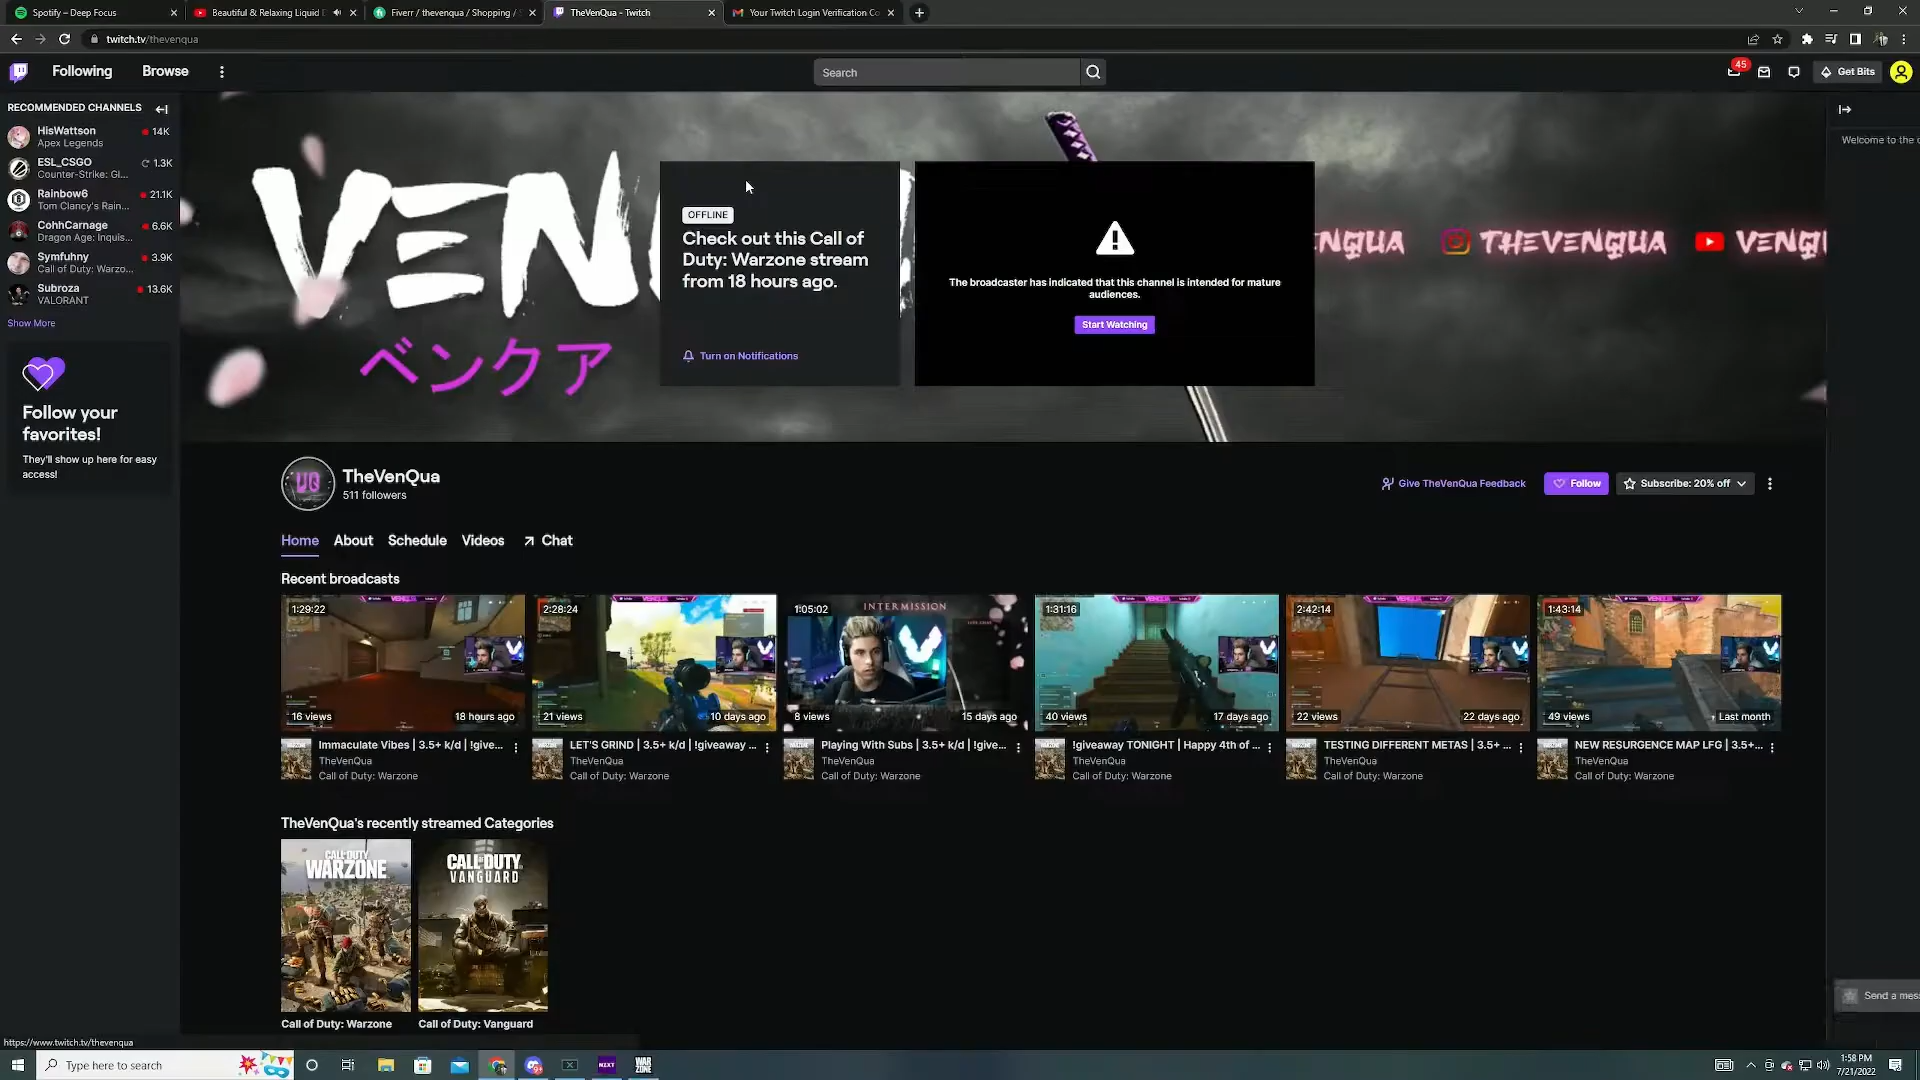 Spotify – Deep Focus
Beautiful & Relaxing Liquid D
Fiverr / thevenqua / Shopping /
TheVenQua - Twitch
Your Twitch Login Verification Co
twitch.tv/thevenqua
Following
Browse
Search
45
Get Bits
RECOMMENDED CHANNELS
HisWattson
14K
Apex Legends
ESL_CSGO
1.3K
Counter-Strike: Gl...
Rainbow6
21.1K
Tom Clancy's Rain...
CohhCarnage
6.6K
Dragon Age: Inquis...
Symfuhny
3.9K
Call of Duty: Warzo...
Subroza
13.6K
VALORANT
Show More
Follow your
favorites!
They'll show up here for easy
access!
VEN
ベンクア
OFFLINE
Check out this Call of
Duty: Warzone stream
from 18 hours ago.
Turn on Notifications
The broadcaster has indicated that this channel is intended for mature
audiences.
Start Watching
NQUA
THEVENQUA
VENQU
Welcome to the c
TheVenQua
511 followers
Give TheVenQua Feedback
Follow
Subscribe: 20% off
Home
About
Schedule
Videos
Chat
Recent broadcasts
1:29:22
16 views
18 hours ago
2:28:24
21 views
10 days ago
1:05:02
INTERMISSION
8 views
15 days ago
1:31:16
40 views
17 days ago
2:42:14
22 views
22 days ago
1:43:14
49 views
Last month
Immaculate Vibes | 3.5+ k/d | !give...
TheVenQua
Call of Duty: Warzone
LET'S GRIND | 3.5+ k/d | !giveaway ...
TheVenQua
Call of Duty: Warzone
Playing With Subs | 3.5+ k/d | !give...
TheVenQua
Call of Duty: Warzone
!giveaway TONIGHT | Happy 4th of ...
TheVenQua
Call of Duty: Warzone
TESTING DIFFERENT METAS | 3.5+ ...
TheVenQua
Call of Duty: Warzone
NEW RESURGENCE MAP LFG | 3.5+...
TheVenQua
Call of Duty: Warzone
TheVenQua's recently streamed Categories
CALL OF DUTY
WARZONE
CALL OF DUTY
VANGUARD
Call of Duty: Warzone
Call of Duty: Vanguard
Send a mes
https://www.twitch.tv/thevenqua
Type here to search
NZXT
WAR
ZONE
1:58 PM
7/21/2022